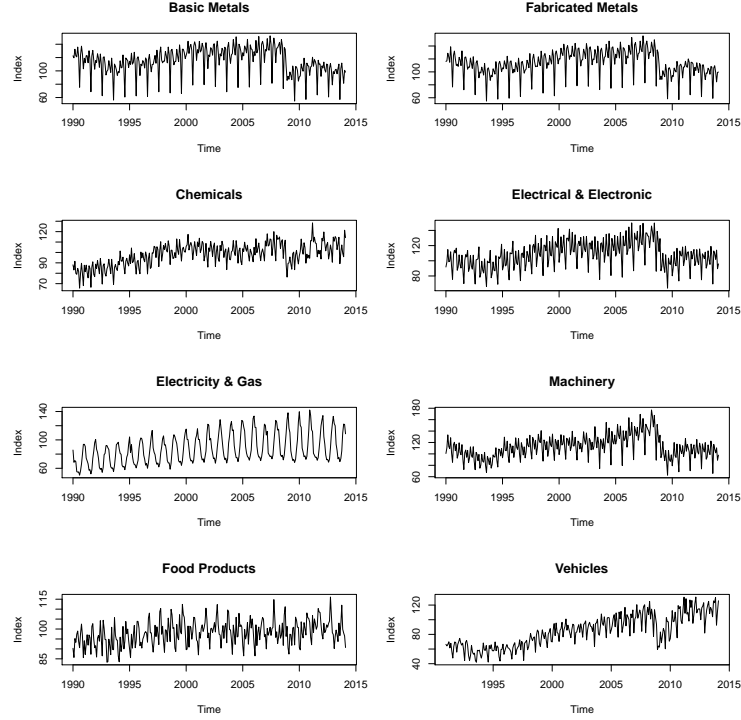 Basic Metals
Index
60 100
1990 1995 2000 2005 2010 2015
Time
Fabricated Metals
Index
60 100
1990 1995 2000 2005 2010 2015
Time
Chemicals
Index
70 90 120
1990 1995 2000 2005 2010 2015
Time
Electrical & Electronic
Index
80 120
1990 1995 2000 2005 2010 2015
Time
Electricity & Gas
Index
60 100 140
1990 1995 2000 2005 2010 2015
Time
Machinery
Index
60 120 180
1990 1995 2000 2005 2010 2015
Time
Food Products
Index
85 100 115
1990 1995 2000 2005 2010 2015
Time
Vehicles
Index
40 80 120
1995 2000 2005 2010 2015
Time